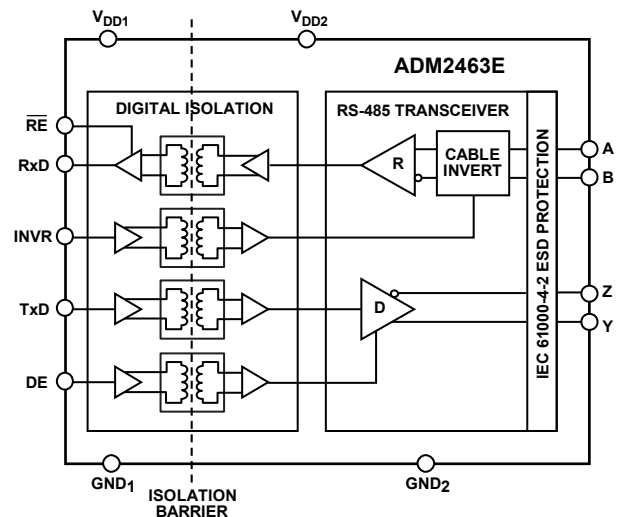 VDD1
VDD2
ADM2463E
DIGITAL ISOLATION
RS-485 TRANSCEIVER
RE
RxD
INVR
TxD
DE
R
CABLE
INVERT
D
IEC 61000-4-2 ESD PROTECTION
A
B
Z
Y
GND1
ISOLATION
BARRIER
GND2